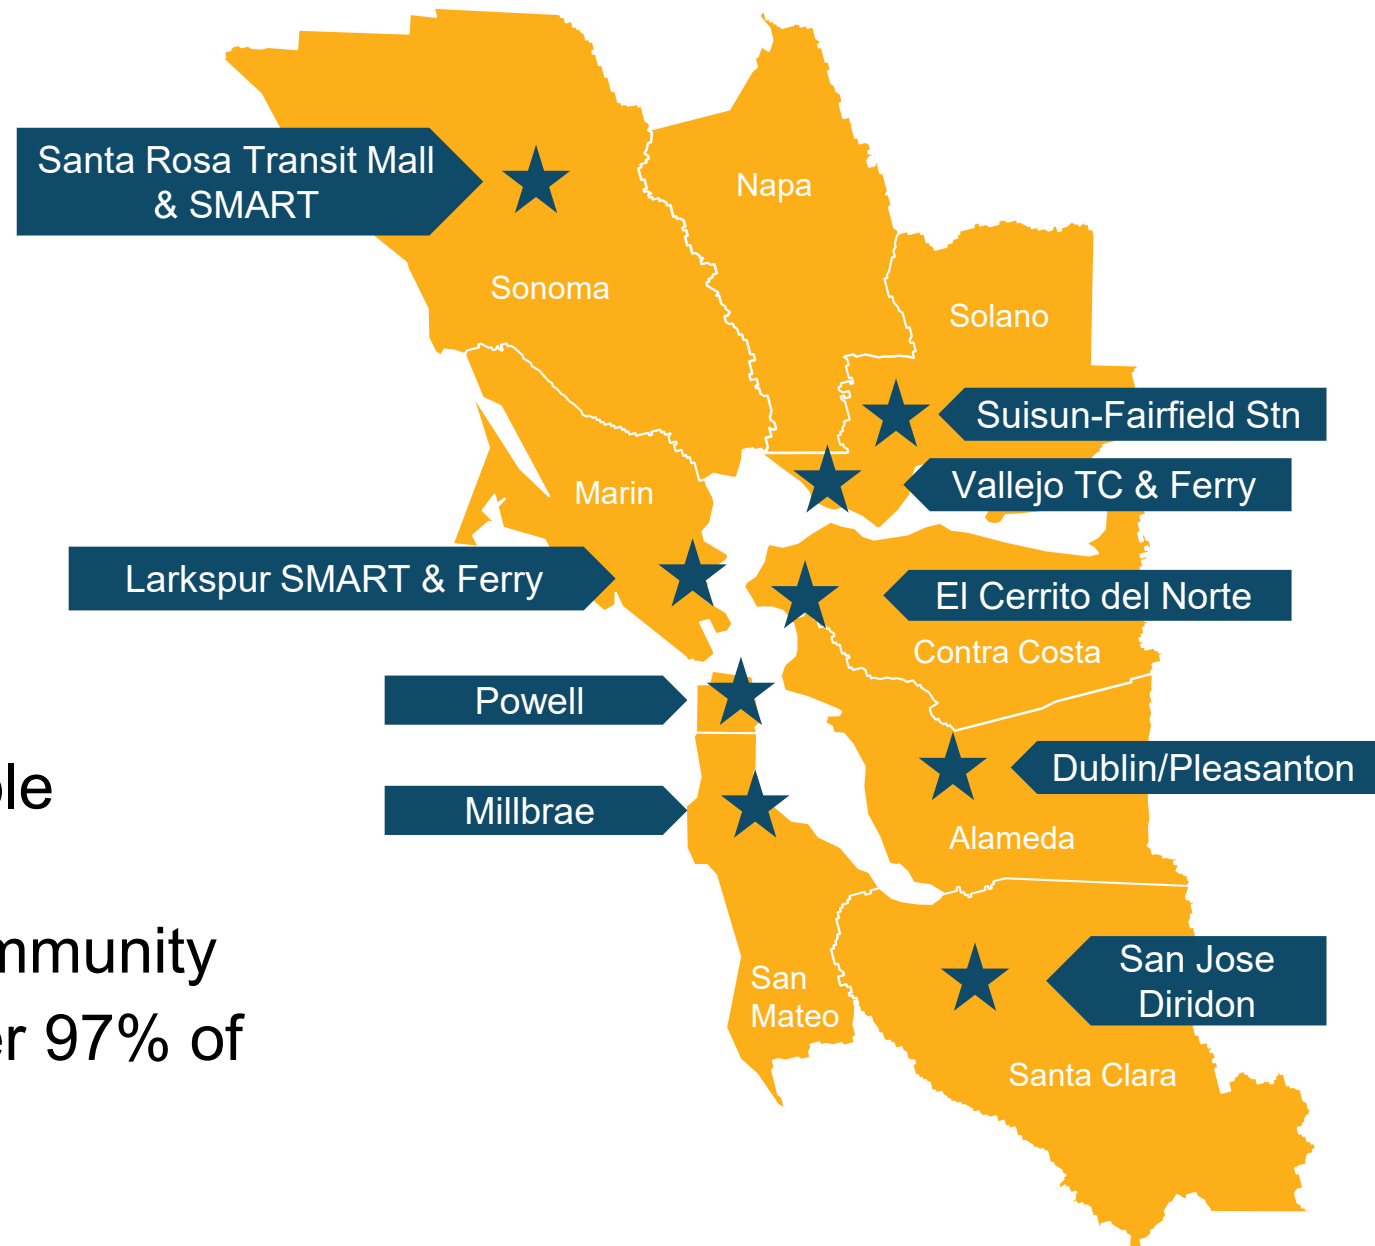 Santa Rosa Transit Mall
& SMART
Napa
Sonoma
Solano
Suisun-Fairfield Stn
Vallejo TC & Ferry
Marin
Larkspur SMART & Ferry
El Cerrito del Norte
Contra Costa
Powell
Dublin/Pleasanton
Millbrae
Alameda
San Jose
Diridon
San
Mateo
Santa Clara
ole
mmunity
er 97% of